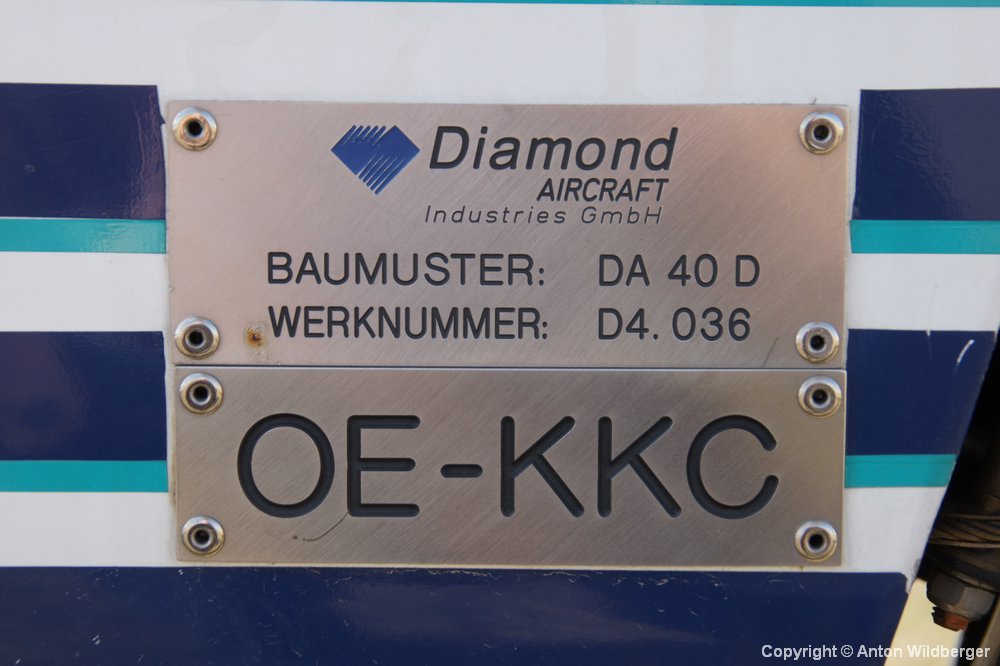 Diamond
AIRCRAFT
Industries GmbH
BAUMUSTER: DA 40 D
WERKNUMMER: D4. 036
OE-KKC
Copyright © Anton Wildberger